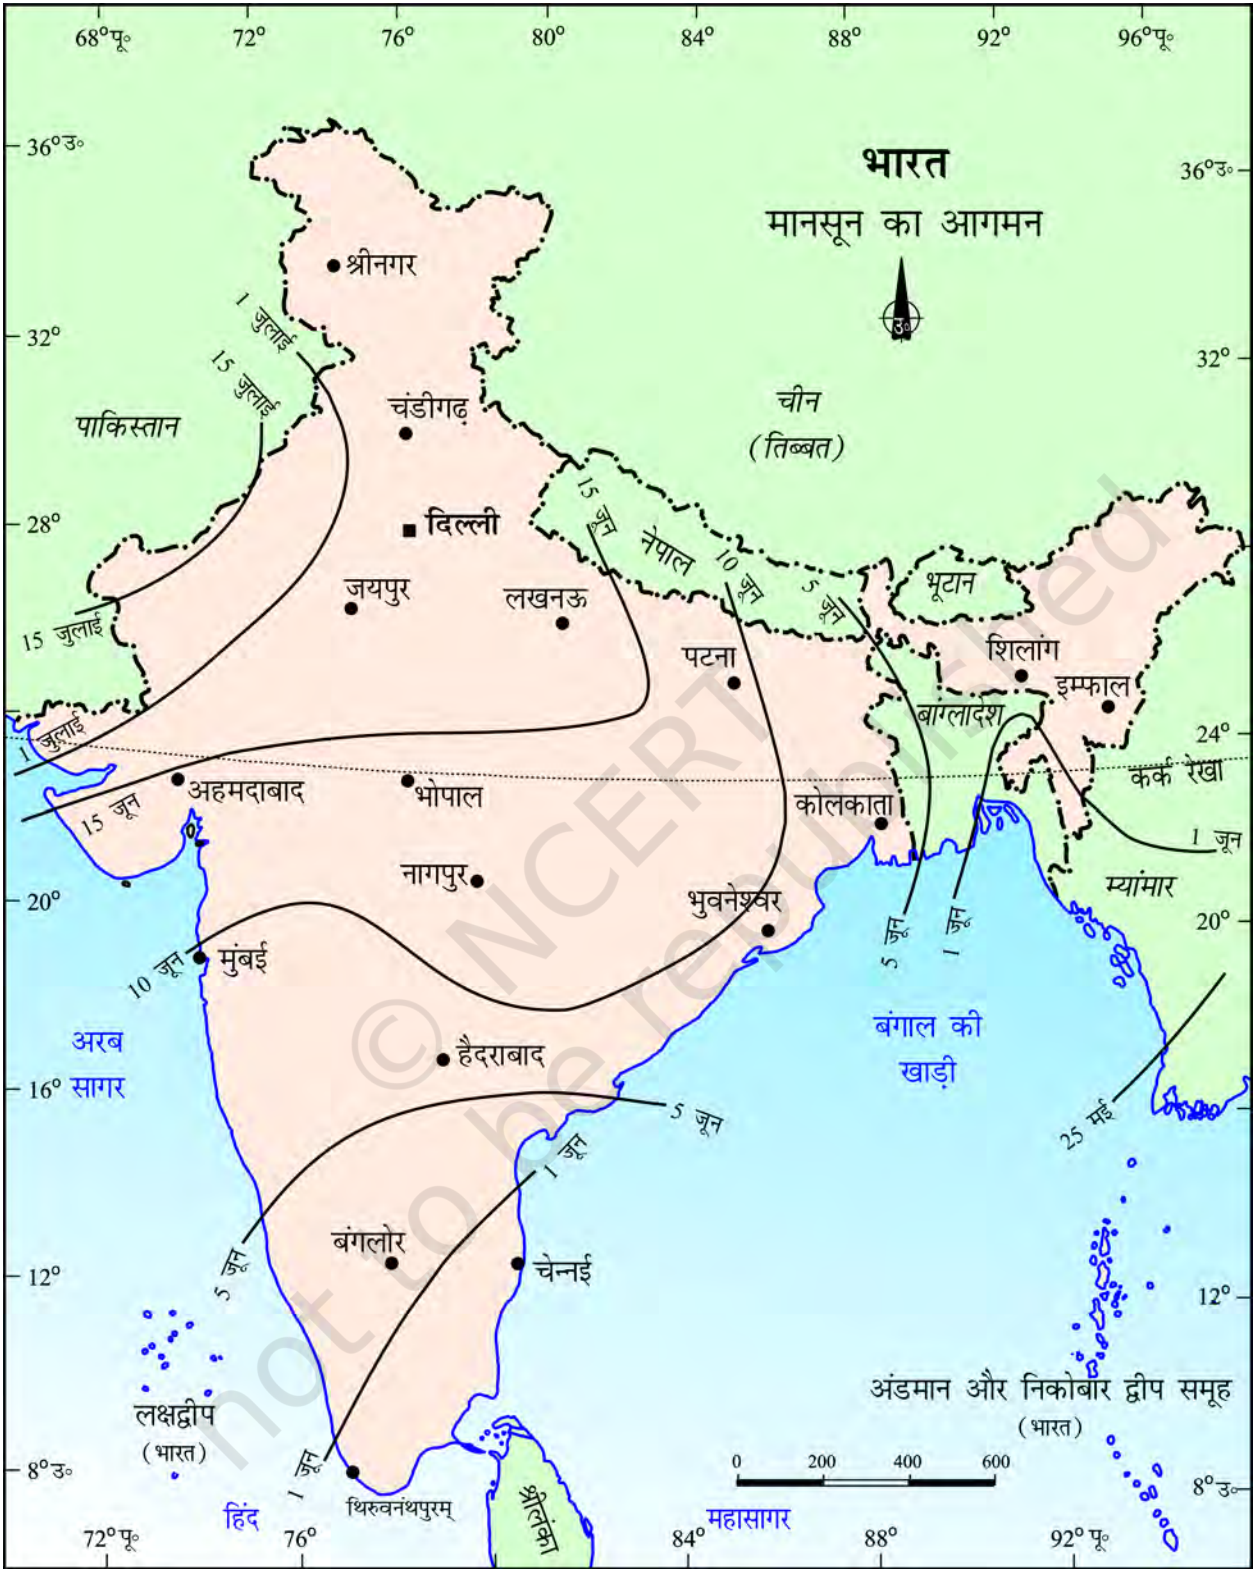 68°पू॰ 72° 76° 80° 84° 88° 92° 96°पू॰
36°उ॰
36°उ॰
भारत
मानसून का आगमन
उ॰
श्रीनगर
1 जुलाई
15 जुलाई
32°
32°
पाकिस्तान
चंडीगढ़
चीन
(तिब्बत)
28°
28°
दिल्ली
15 जून
नेपाल
10 जून
5 जून
भूटान
जयपुर
लखनऊ
15 जुलाई
पटना
शिलांग
इम्फाल
बांग्लादेश
1 जुलाई
24°
कर्क रेखा
अहमदाबाद
भोपाल
कोलकाता
15 जून
1 जून
नागपुर
म्यांमार
20°
20°
भुवनेश्वर
5 जून
1 जून
10 जून
मुंबई
अरब
सागर
बंगाल की
खाड़ी
हैदराबाद
16°
25 मई
5 जून
1 जून
बंगलोर
चेन्नई
5 जून
12°
12°
अंडमान और निकोबार द्वीप समूह
(भारत)
लक्षद्वीप
(भारत)
8°उ॰
8°उ॰
1 जून
थिरुवनंथपुरम्
0 200 400 600
श्रीलंका
हिंद
महासागर
72°पू॰ 76° 84° 88° 92°पू॰
© NCERT
not to be republished